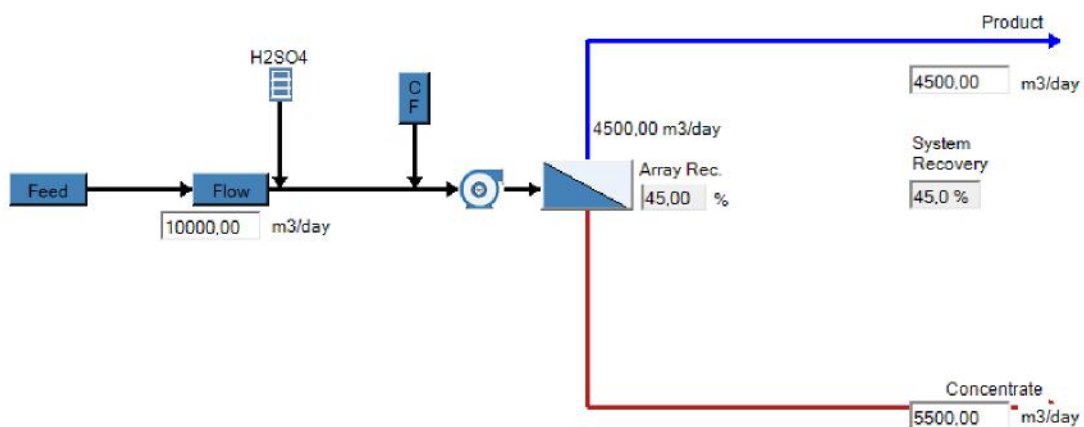 Product
H2SO4
4500,00 m3/day
C
F
4500,00 m3/day
System
Recovery
Array Rec.
Feed
Flow
45,00 %
45,0 %
10000,00 m3/day
Concentrate
5500,00 m3/day